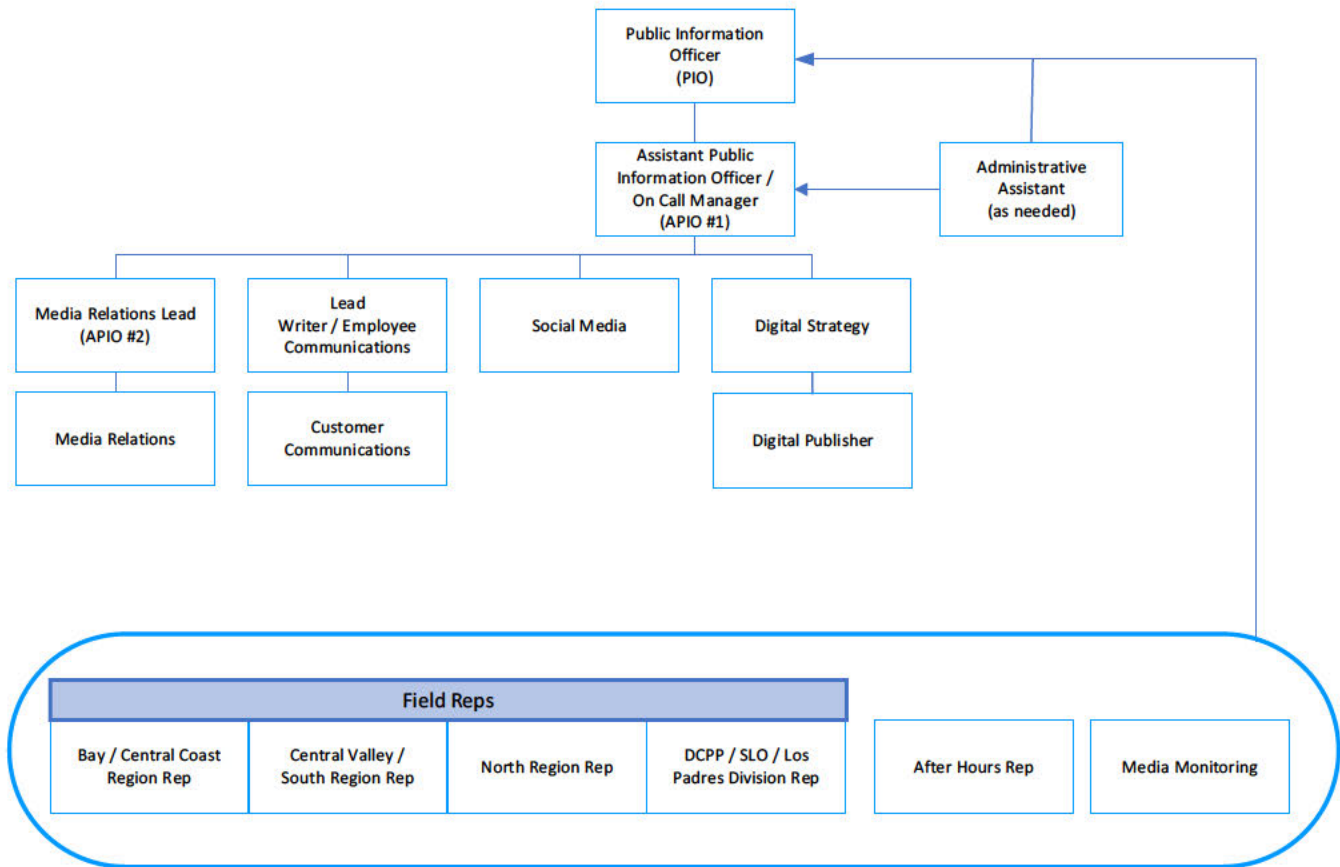 Public Information
Officer
(PIO)
Assistant Public
Information Officer /
On Call Manager
(APIO #1)
Administrative
Assistant
(as needed)
Media Relations Lead
(APIO #2)
Lead
Writer / Employee
Communications
Social Media
Digital Strategy
Media Relations
Customer
Communications
Digital Publisher
Field Reps
Bay / Central Coast
Region Rep
Central Valley /
South Region Rep
North Region Rep
DCPP / SLO / Los
Padres Division Rep
After Hours Rep
Media Monitoring